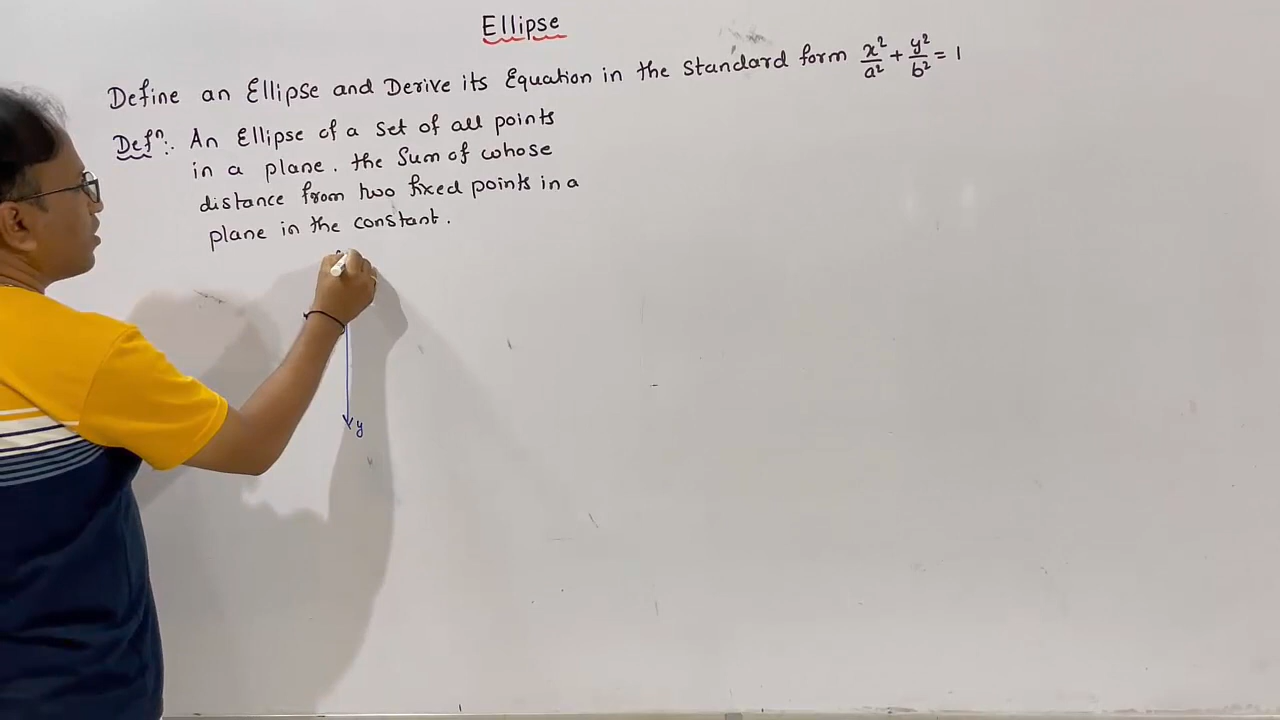 Ellipse
Define an Ellipse and Derive its Equation in the Standard form x²/a² + y²/b² = 1
Defⁿ:. An Ellipse of a set of all points
in a plane. the Sum of whose
distance from two fixed points in a
plane in the constant.
y